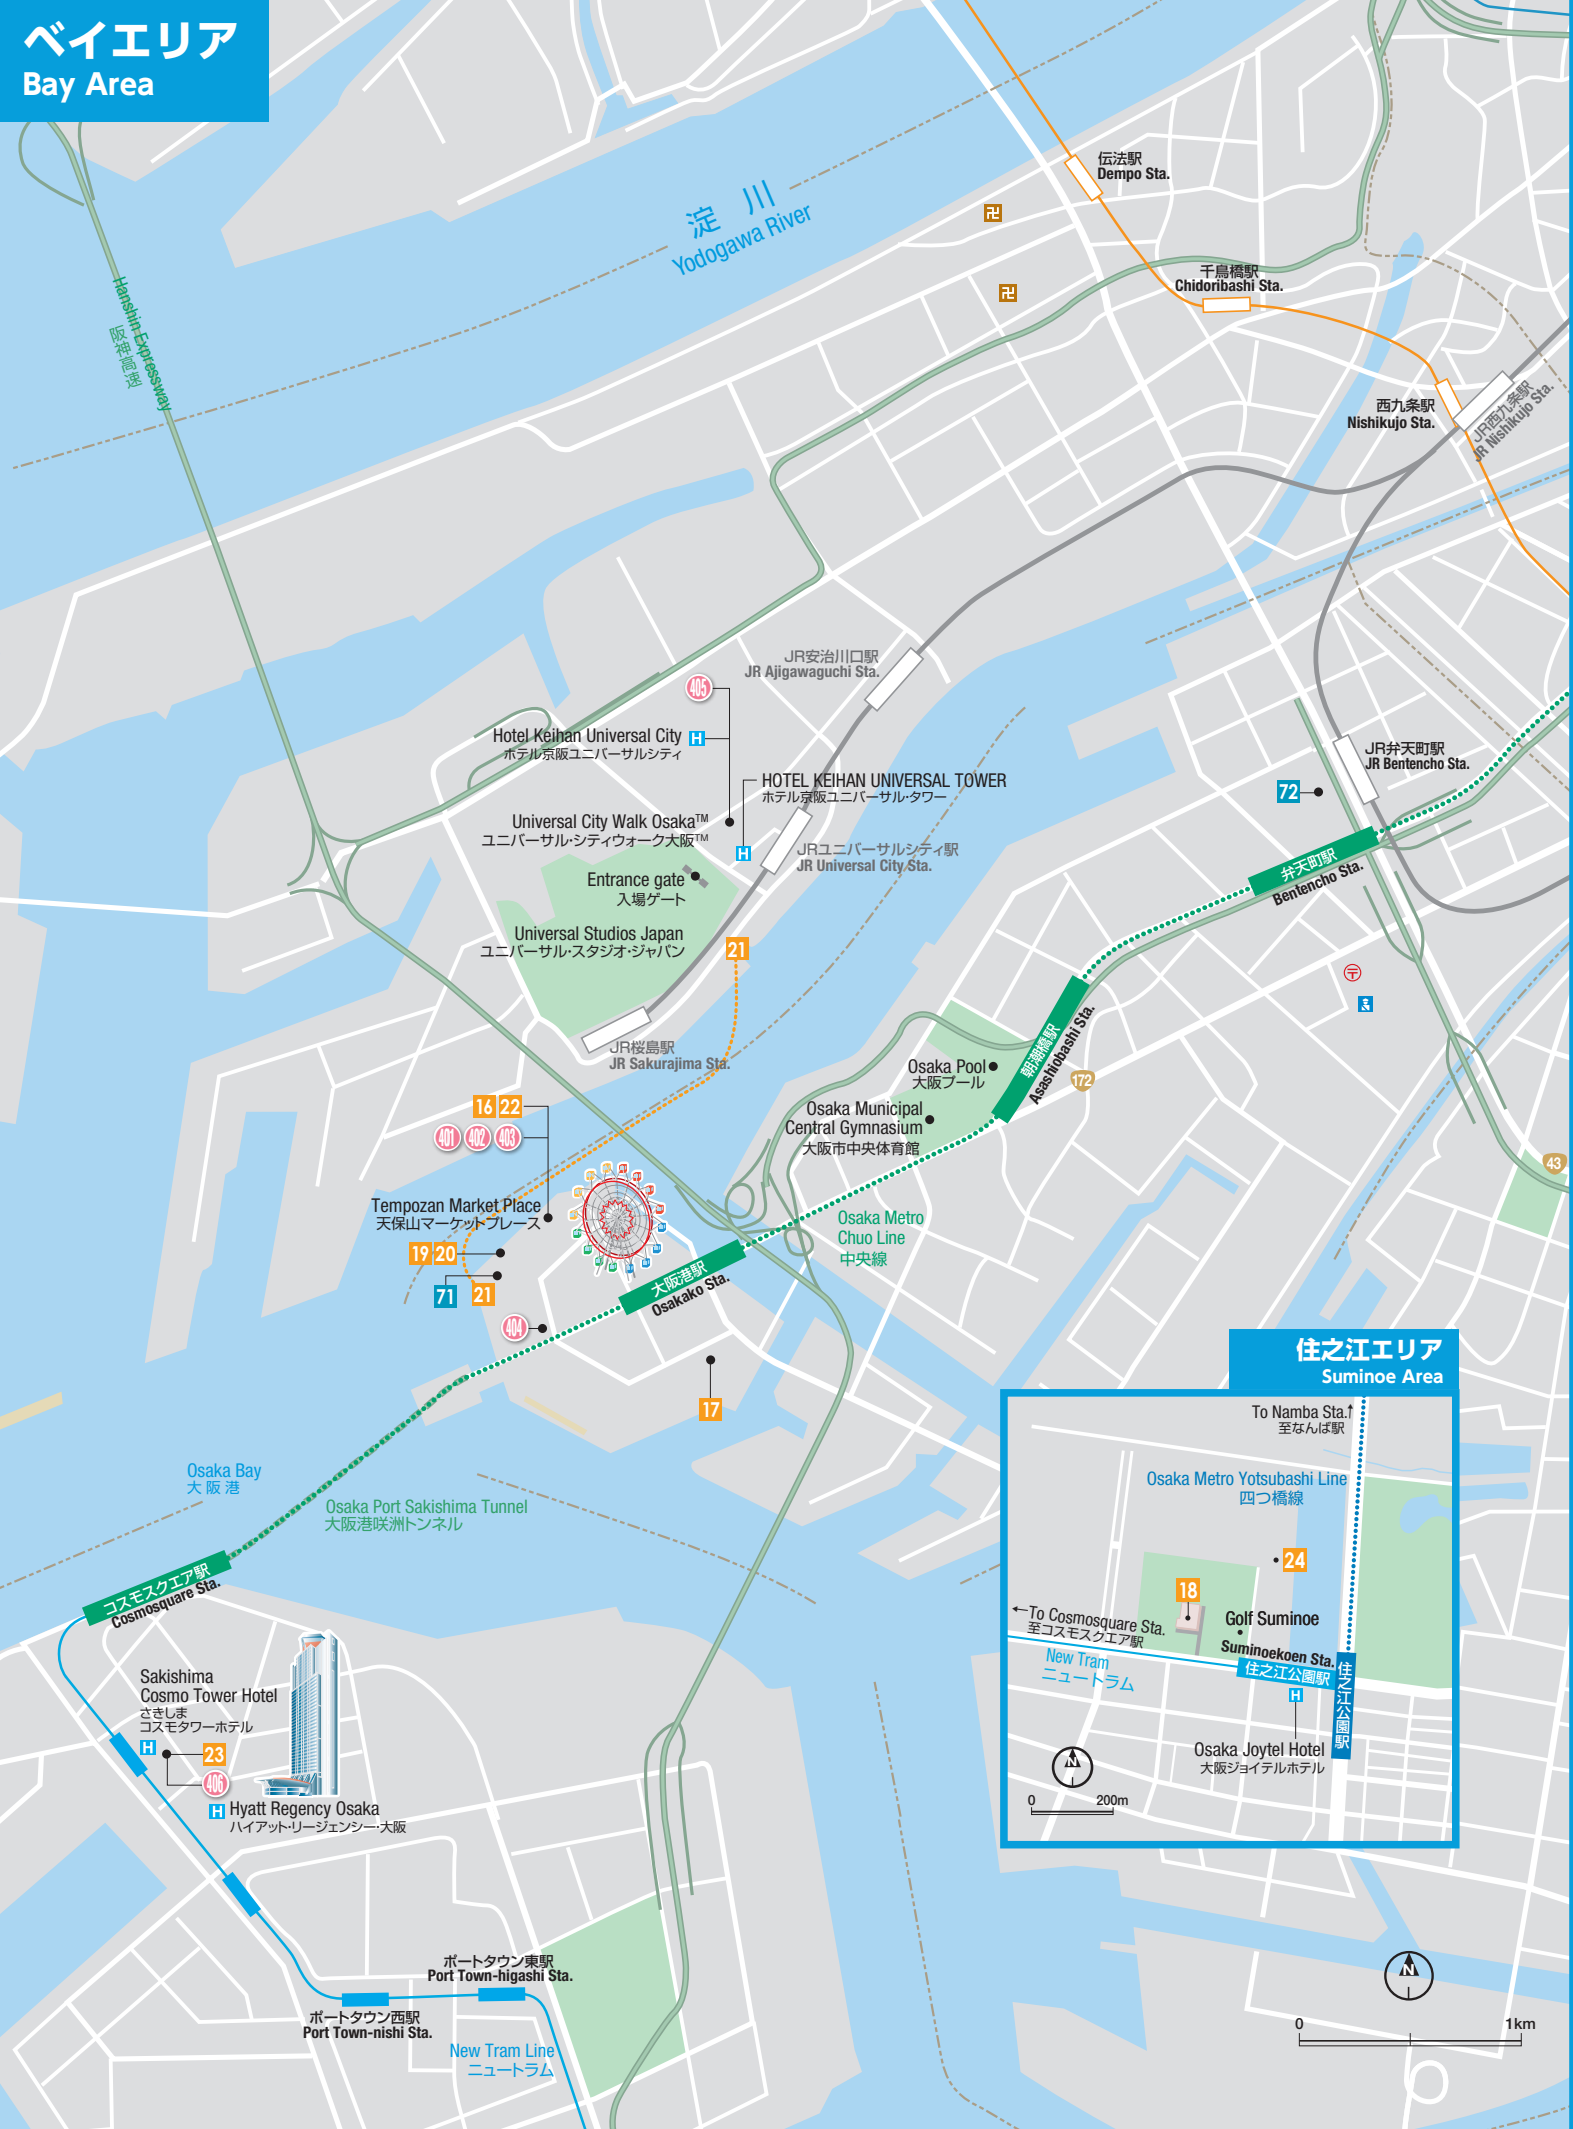 ベイエリア
Bay Area
淀 川
Yodogawa River
Hanshin Expressway
阪神高速
伝法駅
Dempo Sta.
千鳥橋駅
Chidoribashi Sta.
西九条駅
Nishikujo Sta.
JR西九条駅
JR Nishikujo Sta.
JR安治川口駅
JR Ajigawaguchi Sta.
405
Hotel Keihan Universal City
H
ホテル京阪ユニバーサルシティ
HOTEL KEIHAN UNIVERSAL TOWER
ホテル京阪ユニバーサル・タワー
JR弁天町駅
JR Bentencho Sta.
72
Universal City Walk Osaka™
ユニバーサル・シティウォーク大阪™
H
JRユニバーサルシティ駅
JR Universal City Sta.
弁天町駅
Bentencho Sta.
Entrance gate
入場ゲート
Universal Studios Japan
ユニバーサル・スタジオ・ジャパン
21
〒
JR桜島駅
JR Sakurajima Sta.
朝潮橋駅
Asashiobashi Sta.
Osaka Pool
大阪プール
172
Osaka Municipal
Central Gymnasium
大阪市中央体育館
43
16 22
401 402 403
Tempozan Market Place
天保山マーケットプレース
19 20
71
21
404
大阪港駅
Osakako Sta.
Osaka Metro
Chuo Line
中央線
17
Osaka Bay
大阪港
Osaka Port Sakishima Tunnel
大阪港咲洲トンネル
コスモスクエア駅
Cosmosquare Sta.
Sakishima
Cosmo Tower Hotel
さきしま
コスモタワーホテル
H
23
406
H Hyatt Regency Osaka
ハイアット・リージェンシー・大阪
ポートタウン東駅
Port Town-higashi Sta.
ポートタウン西駅
Port Town-nishi Sta.
New Tram Line
ニュートラム
住之江エリア
Suminoe Area
To Namba Sta.
至なんば駅
Osaka Metro Yotsubashi Line
四つ橋線
24
18
Golf Suminoe
To Cosmosquare Sta.
至コスモスクエア駅
New Tram
ニュートラム
Suminoekoen Sta.
住之江公園駅
住之江公園駅
H
Osaka Joytel Hotel
大阪ジョイテルホテル
N
0 200m
N
0 1km